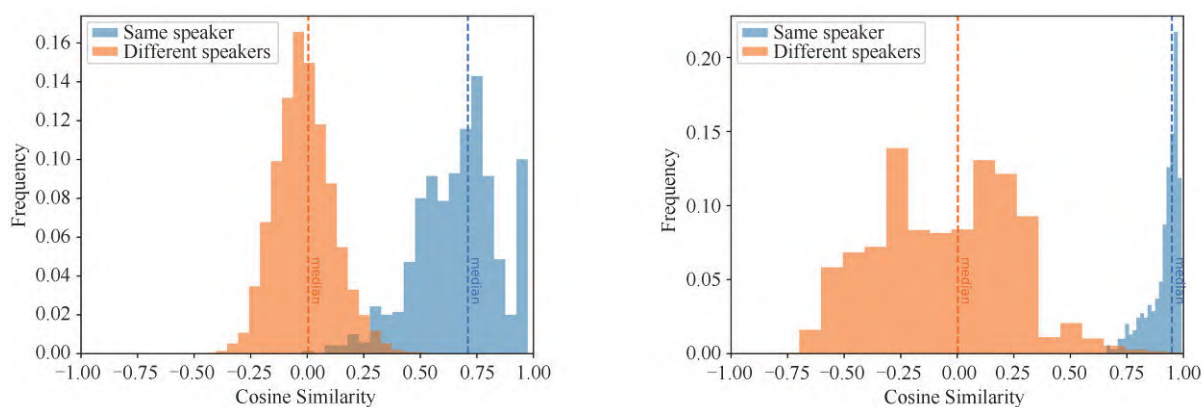 Same speaker
Different speakers
0.16
0.14
0.12
0.10
0.08
0.06
0.04
0.02
0.00
Frequency
median
median
−1.00 −0.75 −0.50 −0.25 0.00 0.25 0.50 0.75 1.00
Cosine Similarity
Same speaker
Different speakers
0.20
0.15
0.10
0.05
0.00
Frequency
median
median
−1.00 −0.75 −0.50 −0.25 0.00 0.25 0.50 0.75 1.00
Cosine Similarity